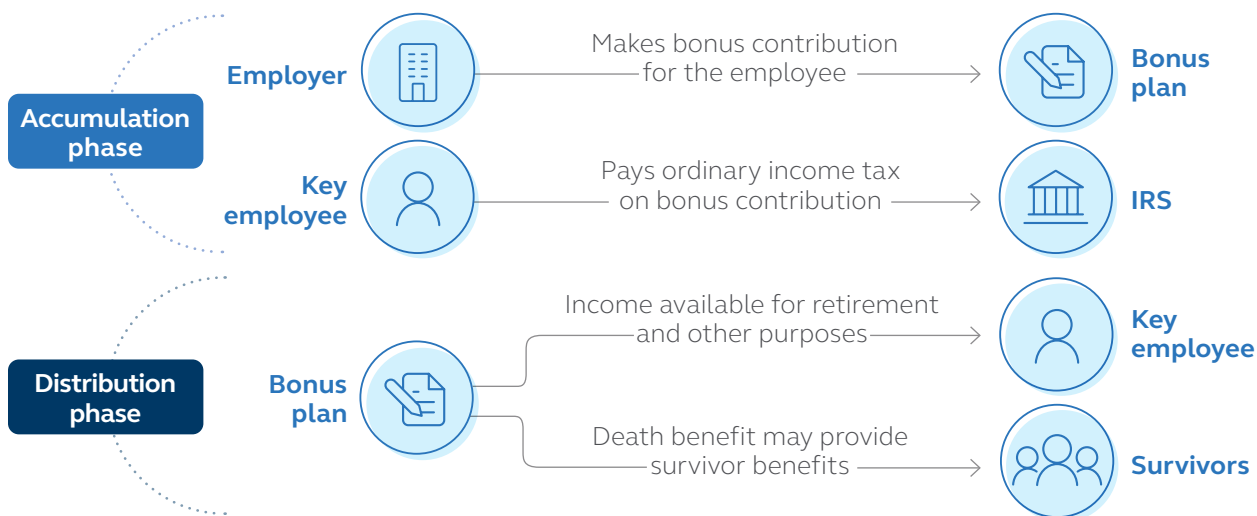 Accumulation
phase
Employer
Makes bonus contribution
for the employee
Bonus
plan
Key
employee
Pays ordinary income tax
on bonus contribution
IRS
Distribution
phase
Bonus
plan
Income available for retirement
and other purposes
Key
employee
Death benefit may provide
survivor benefits
Survivors